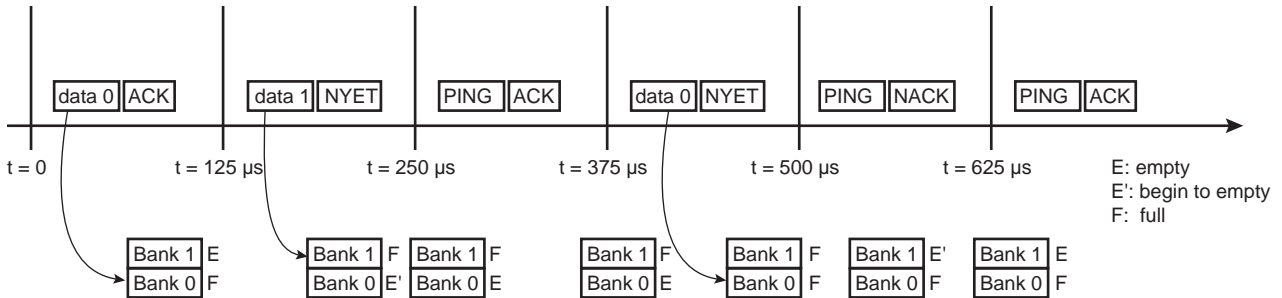 data 0 ACK data 1 NYET PING ACK data 0 NYET PING NACK PING ACK
t = 0 t = 125 µs t = 250 µs t = 375 µs t = 500 µs t = 625 µs
E: empty
E': begin to empty
F: full
Bank 1 E Bank 1 F Bank 1 F Bank 1 F Bank 1 F Bank 1 E' Bank 1 E
Bank 0 F Bank 0 E' Bank 0 E Bank 0 E Bank 0 F Bank 0 F Bank 0 F